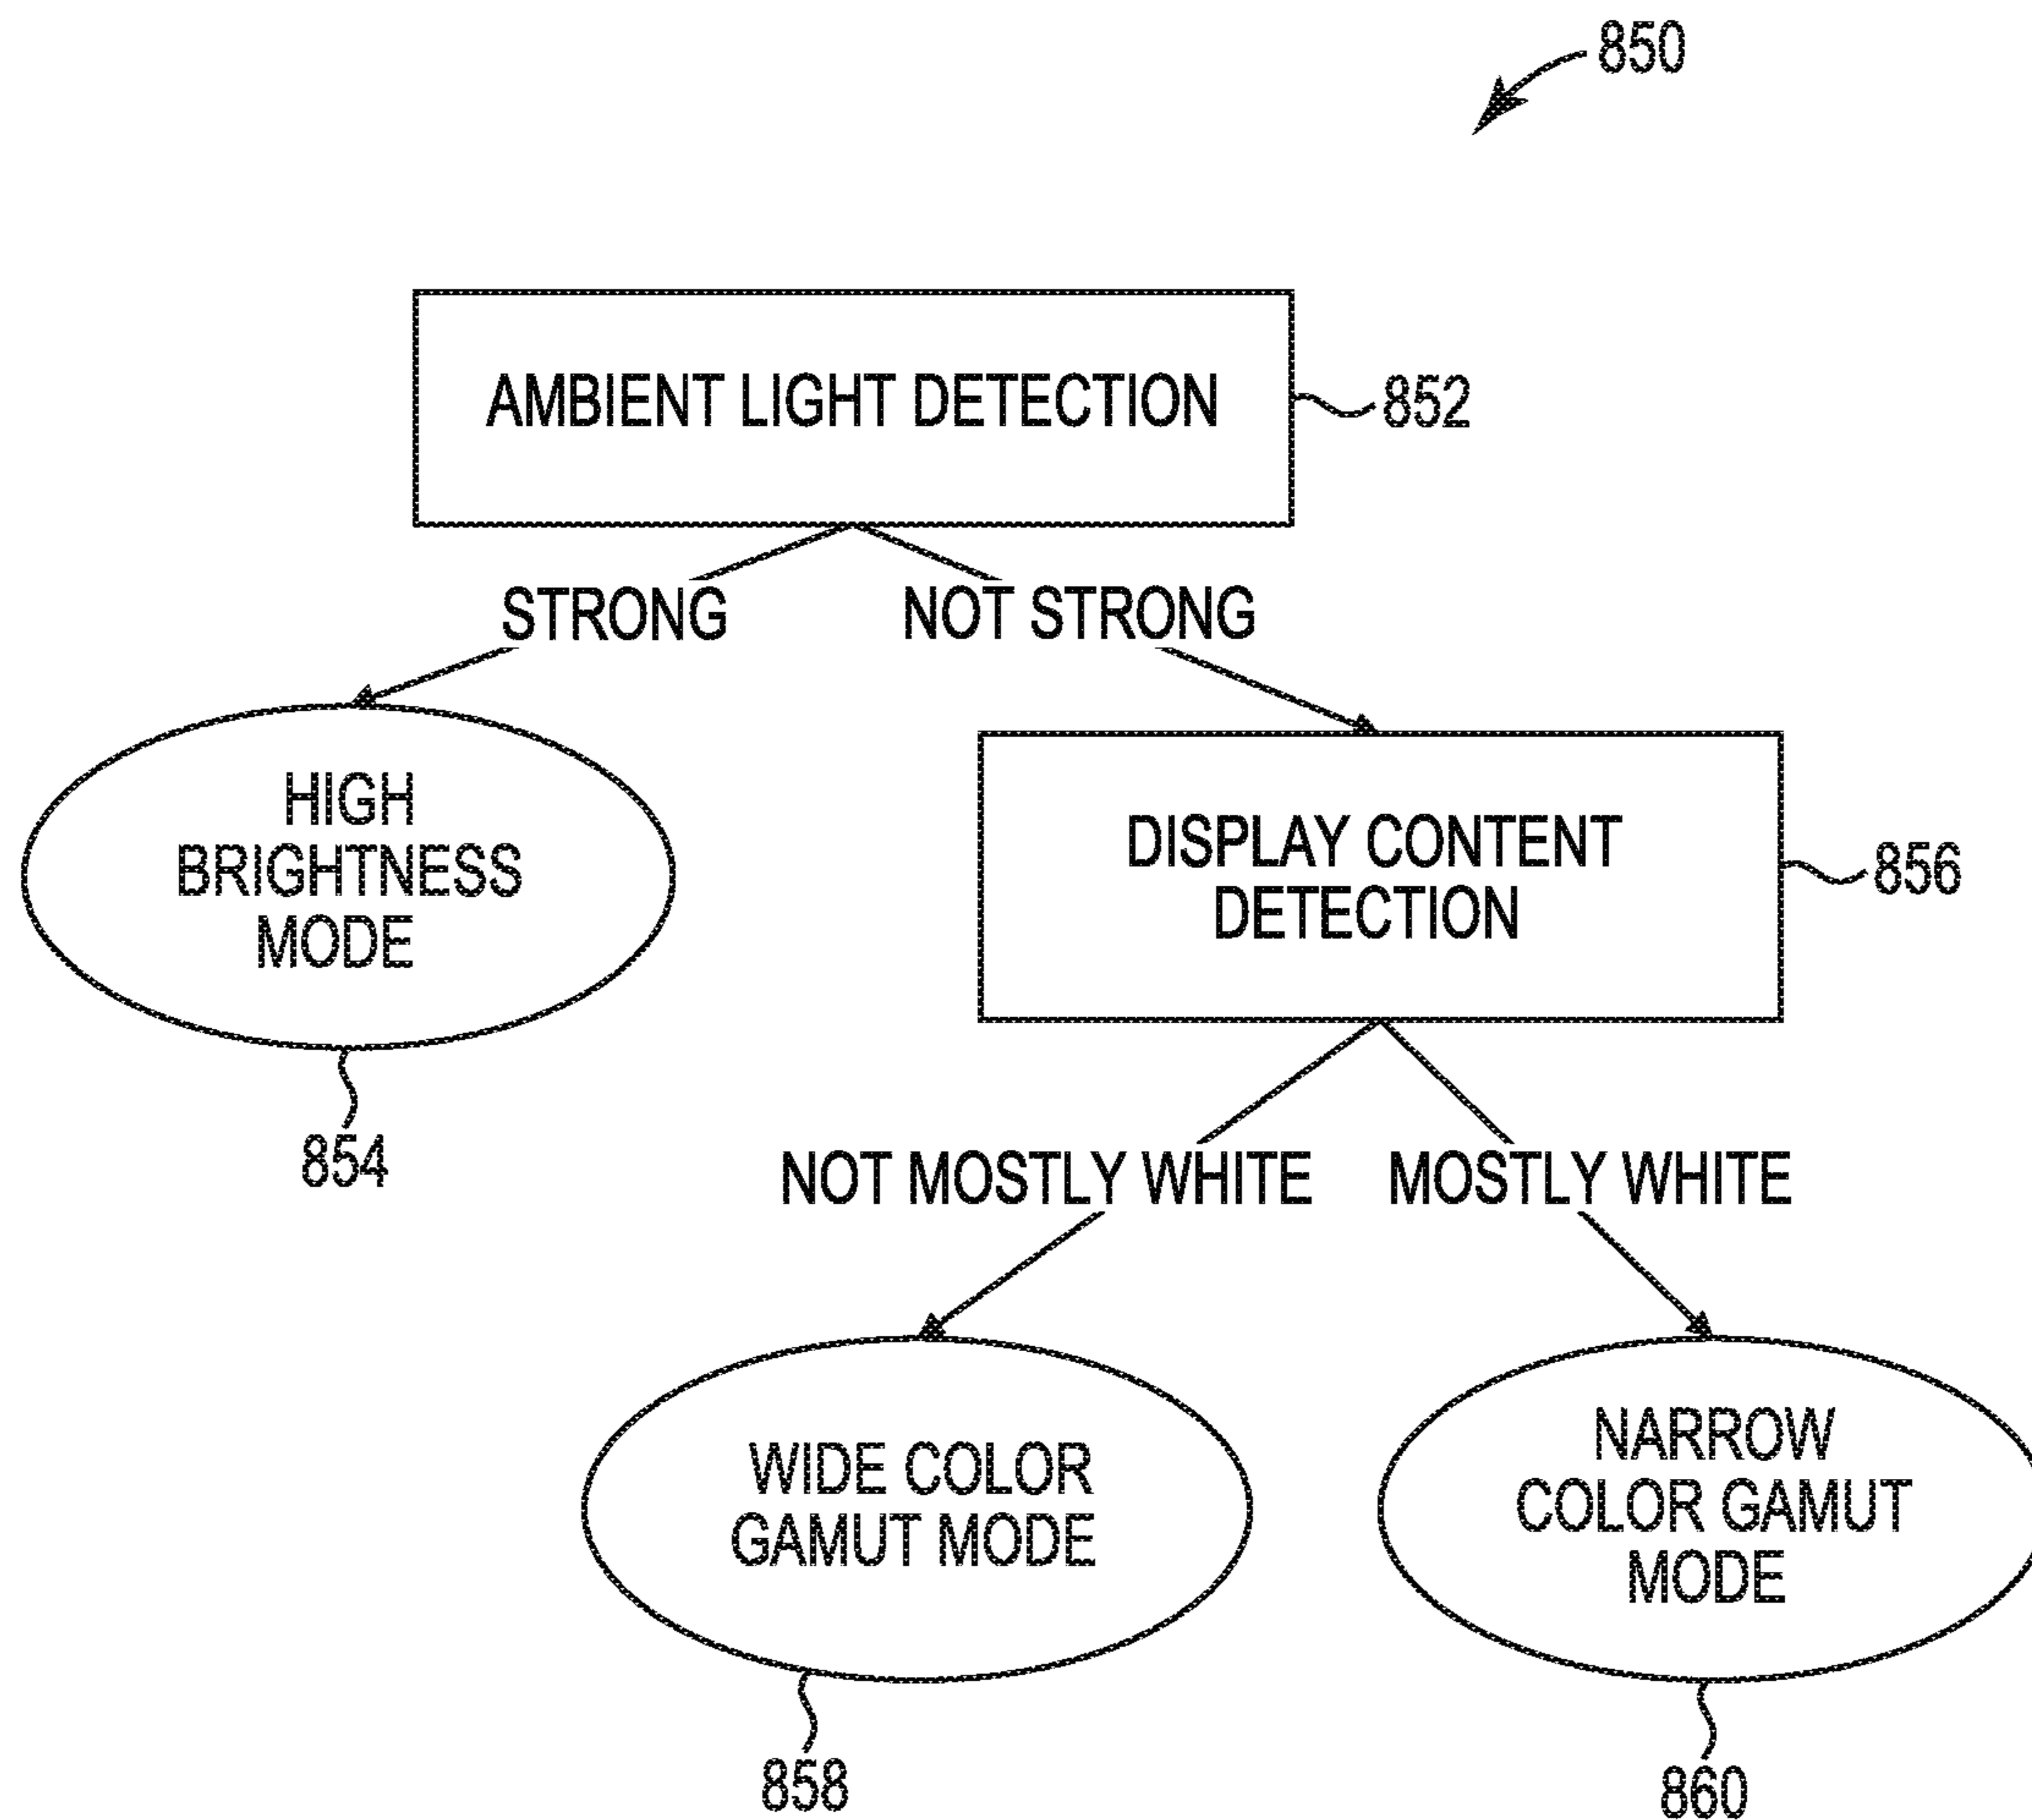 850
AMBIENT LIGHT DETECTION
852
STRONG
NOT STRONG
HIGH
BRIGHTNESS
MODE
854
DISPLAY CONTENT
DETECTION
856
NOT MOSTLY WHITE
MOSTLY WHITE
WIDE COLOR
GAMUT MODE
858
NARROW
COLOR GAMUT
MODE
860